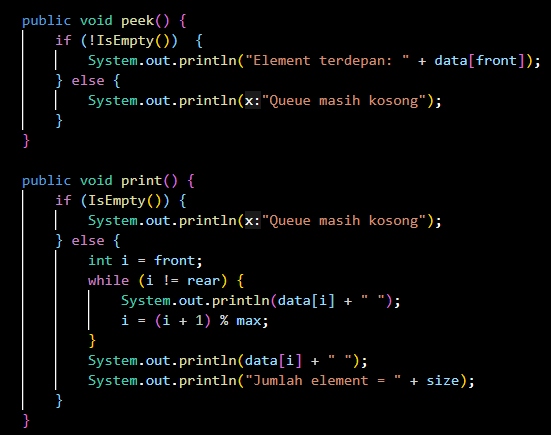 public void peek() {
    if (!IsEmpty())  {
        System.out.println("Element terdepan: " + data[front]);
    } else {
        System.out.println(x:"Queue masih kosong");
    }
}

public void print() {
    if (IsEmpty()) {
        System.out.println(x:"Queue masih kosong");
    } else {
        int i = front;
        while (i != rear) {
            System.out.println(data[i] + " ");
            i = (i + 1) % max;
        }
        System.out.println(data[i] + " ");
        System.out.println("Jumlah element = " + size);
    }
}